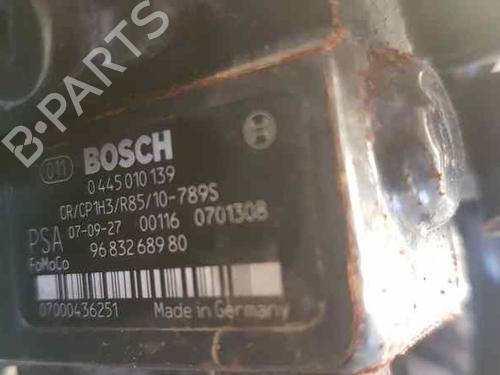 B-PARTS
011 BOSCH
0 445 010 139
CR/CP1H3/R85/10-789S
PSA 07-09-27 00116 0701308
FoMoCo 96 832 689 80
07000436251 Made in Germany